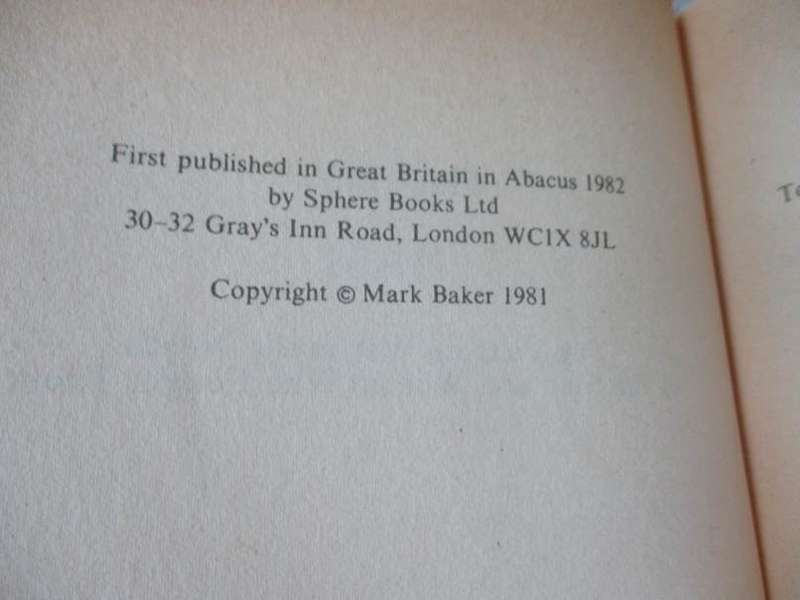 First published in Great Britain in Abacus 1982
by Sphere Books Ltd
30–32 Gray's Inn Road, London WC1X 8JL
Copyright © Mark Baker 1981